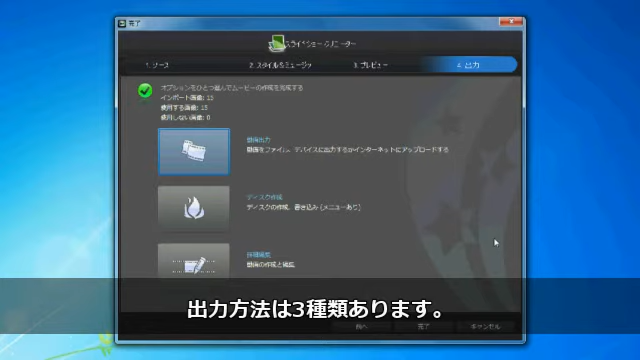 完了
スライドショークリエーター
1. ソース
2. スタイル&ミュージック
3. プレビュー
4. 出力
オプションをひとつ選んでムービーの作成を完成する
インポート画像: 15
使用する画像: 15
使用しない画像: 0
動画出力
動画をファイル、デバイスに出力するかインターネットにアップロードする
ディスク作成
ディスクの作成、書き込み (メニューあり)
詳細編集
動画の作成と編集
出力方法は3種類あります。
前へ
完了
キャンセル